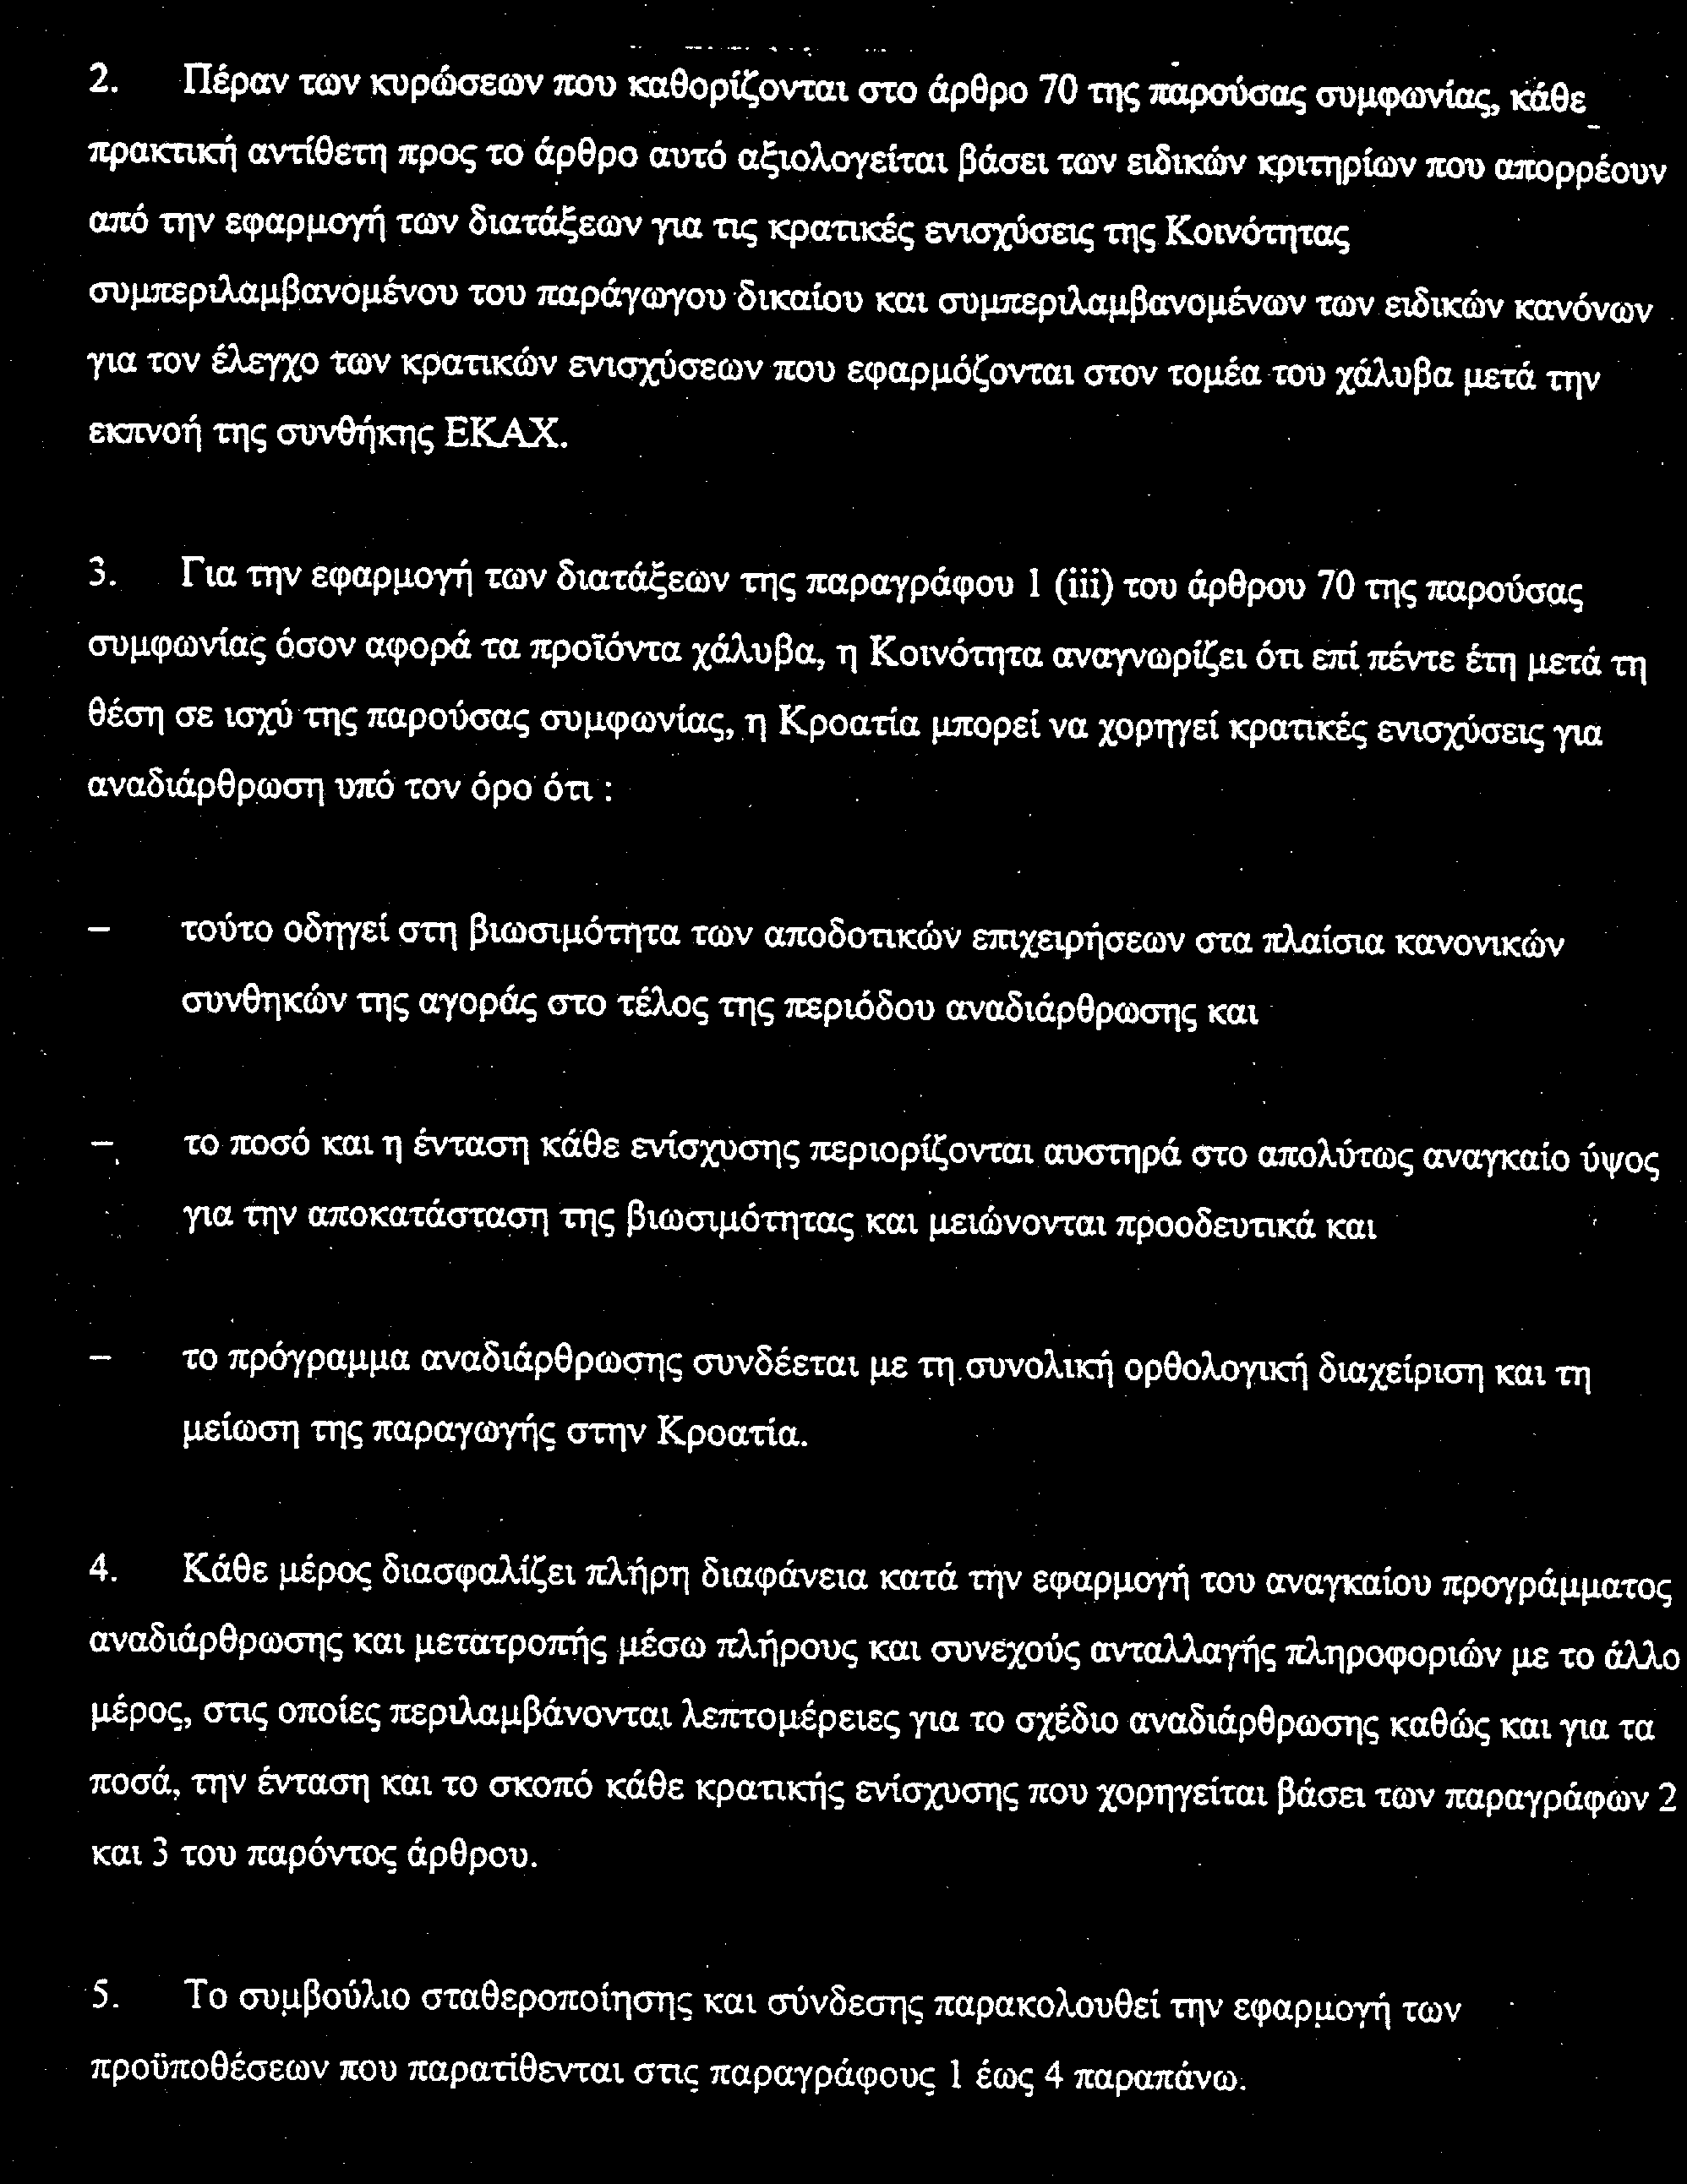 2. Πέραν των κυρώσεων που καθορίζονται στο άρθρο 70 της παρούσας συμφωνίας, κάθε
πρακτική αντίθετη προς το άρθρο αυτό αξιολογείται βάσει των ειδικών κριτηρίων που απορρέουν
από την εφαρμογή των διατάξεων για τις κρατικές ενισχύσεις της Κοινότητας
συμπεριλαμβανομένου του παράγωγου δικαίου και συμπεριλαμβανομένων των ειδικών κανόνων
για τον έλεγχο των κρατικών ενισχύσεων που εφαρμόζονται στον τομέα του χάλυβα μετά την
εκπνοή της συνθήκης ΕΚΑΧ.
3. Για την εφαρμογή των διατάξεων της παραγράφου 1 (iii) του άρθρου 70 της παρούσας
συμφωνίας όσον αφορά τα προϊόντα χάλυβα, η Κοινότητα αναγνωρίζει ότι επί πέντε έτη μετά τη
θέση σε ισχύ της παρούσας συμφωνίας, η Κροατία μπορεί να χορηγεί κρατικές ενισχύσεις για
αναδιάρθρωση υπό τον όρο ότι :
– τούτο οδηγεί στη βιωσιμότητα των αποδοτικών επιχειρήσεων στα πλαίσια κανονικών
συνθηκών της αγοράς στο τέλος της περιόδου αναδιάρθρωσης και
– το ποσό και η ένταση κάθε ενίσχυσης περιορίζονται αυστηρά στο απολύτως αναγκαίο ύψος
για την αποκατάσταση της βιωσιμότητας και μειώνονται προοδευτικά και
– το πρόγραμμα αναδιάρθρωσης συνδέεται με τη συνολική ορθολογική διαχείριση και τη
μείωση της παραγωγής στην Κροατία.
4. Κάθε μέρος διασφαλίζει πλήρη διαφάνεια κατά την εφαρμογή του αναγκαίου προγράμματος
αναδιάρθρωσης και μετατροπής μέσω πλήρους και συνεχούς ανταλλαγής πληροφοριών με το άλλο
μέρος, στις οποίες περιλαμβάνονται λεπτομέρειες για το σχέδιο αναδιάρθρωσης καθώς και για τα
ποσά, την ένταση και το σκοπό κάθε κρατικής ενίσχυσης που χορηγείται βάσει των παραγράφων 2
και 3 του παρόντος άρθρου.
5. Το συμβούλιο σταθεροποίησης και σύνδεσης παρακολουθεί την εφαρμογή των
προϋποθέσεων που παρατίθενται στις παραγράφους 1 έως 4 παραπάνω.